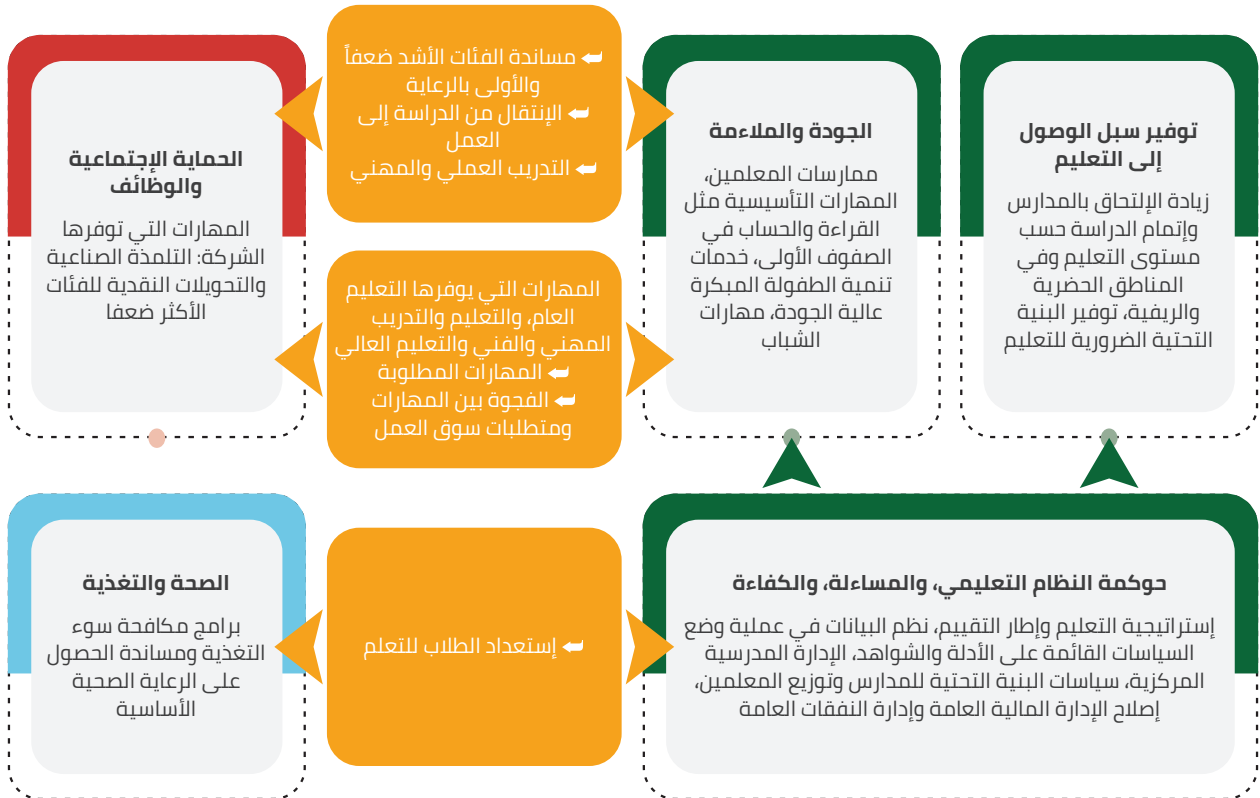 توفير سبل الوصول
إلى التعليم
زيادة الإلتحاق بالمدارس
وإتمام الدراسة حسب
مستوى التعليم وفي
المناطق الحضرية
والريفية، توفير البنية
التحتية الضرورية للتعليم
الجودة والملاءمة
ممارسات المعلمين،
المهارات التأسيسية مثل
القراءة والحساب في
الصفوف الأولى، خدمات
تنمية الطفولة المبكرة
عالية الجودة، مهارات
الشباب
مساندة الفئات الأشد ضعفاً
والأولى بالرعاية
الإنتقال من الدراسة إلى
العمل
التدريب العملي والمهني
المهارات التي يوفرها التعليم
العام، والتعليم والتدريب
المهني والفني والتعليم العالي
المهارات المطلوبة
الفجوة بين المهارات
ومتطلبات سوق العمل
الحماية الإجتماعية
والوظائف
المهارات التي توفرها
الشركة: التلمذة الصناعية
والتحويلات النقدية للفئات
الأكثر ضعفا
حوكمة النظام التعليمي، والمساءلة، والكفاءة
إستراتيجية التعليم وإطار التقييم، نظم البيانات في عملية وضع
السياسات القائمة على الأدلة والشواهد، الإدارة المدرسية
المركزية، سياسات البنية التحتية للمدارس وتوزيع المعلمين،
إصلاح الإدارة المالية العامة وإدارة النفقات العامة
إستعداد الطلاب للتعلم
الصحة والتغذية
برامج مكافحة سوء
التغذية ومساندة الحصول
على الرعاية الصحية
الأساسية